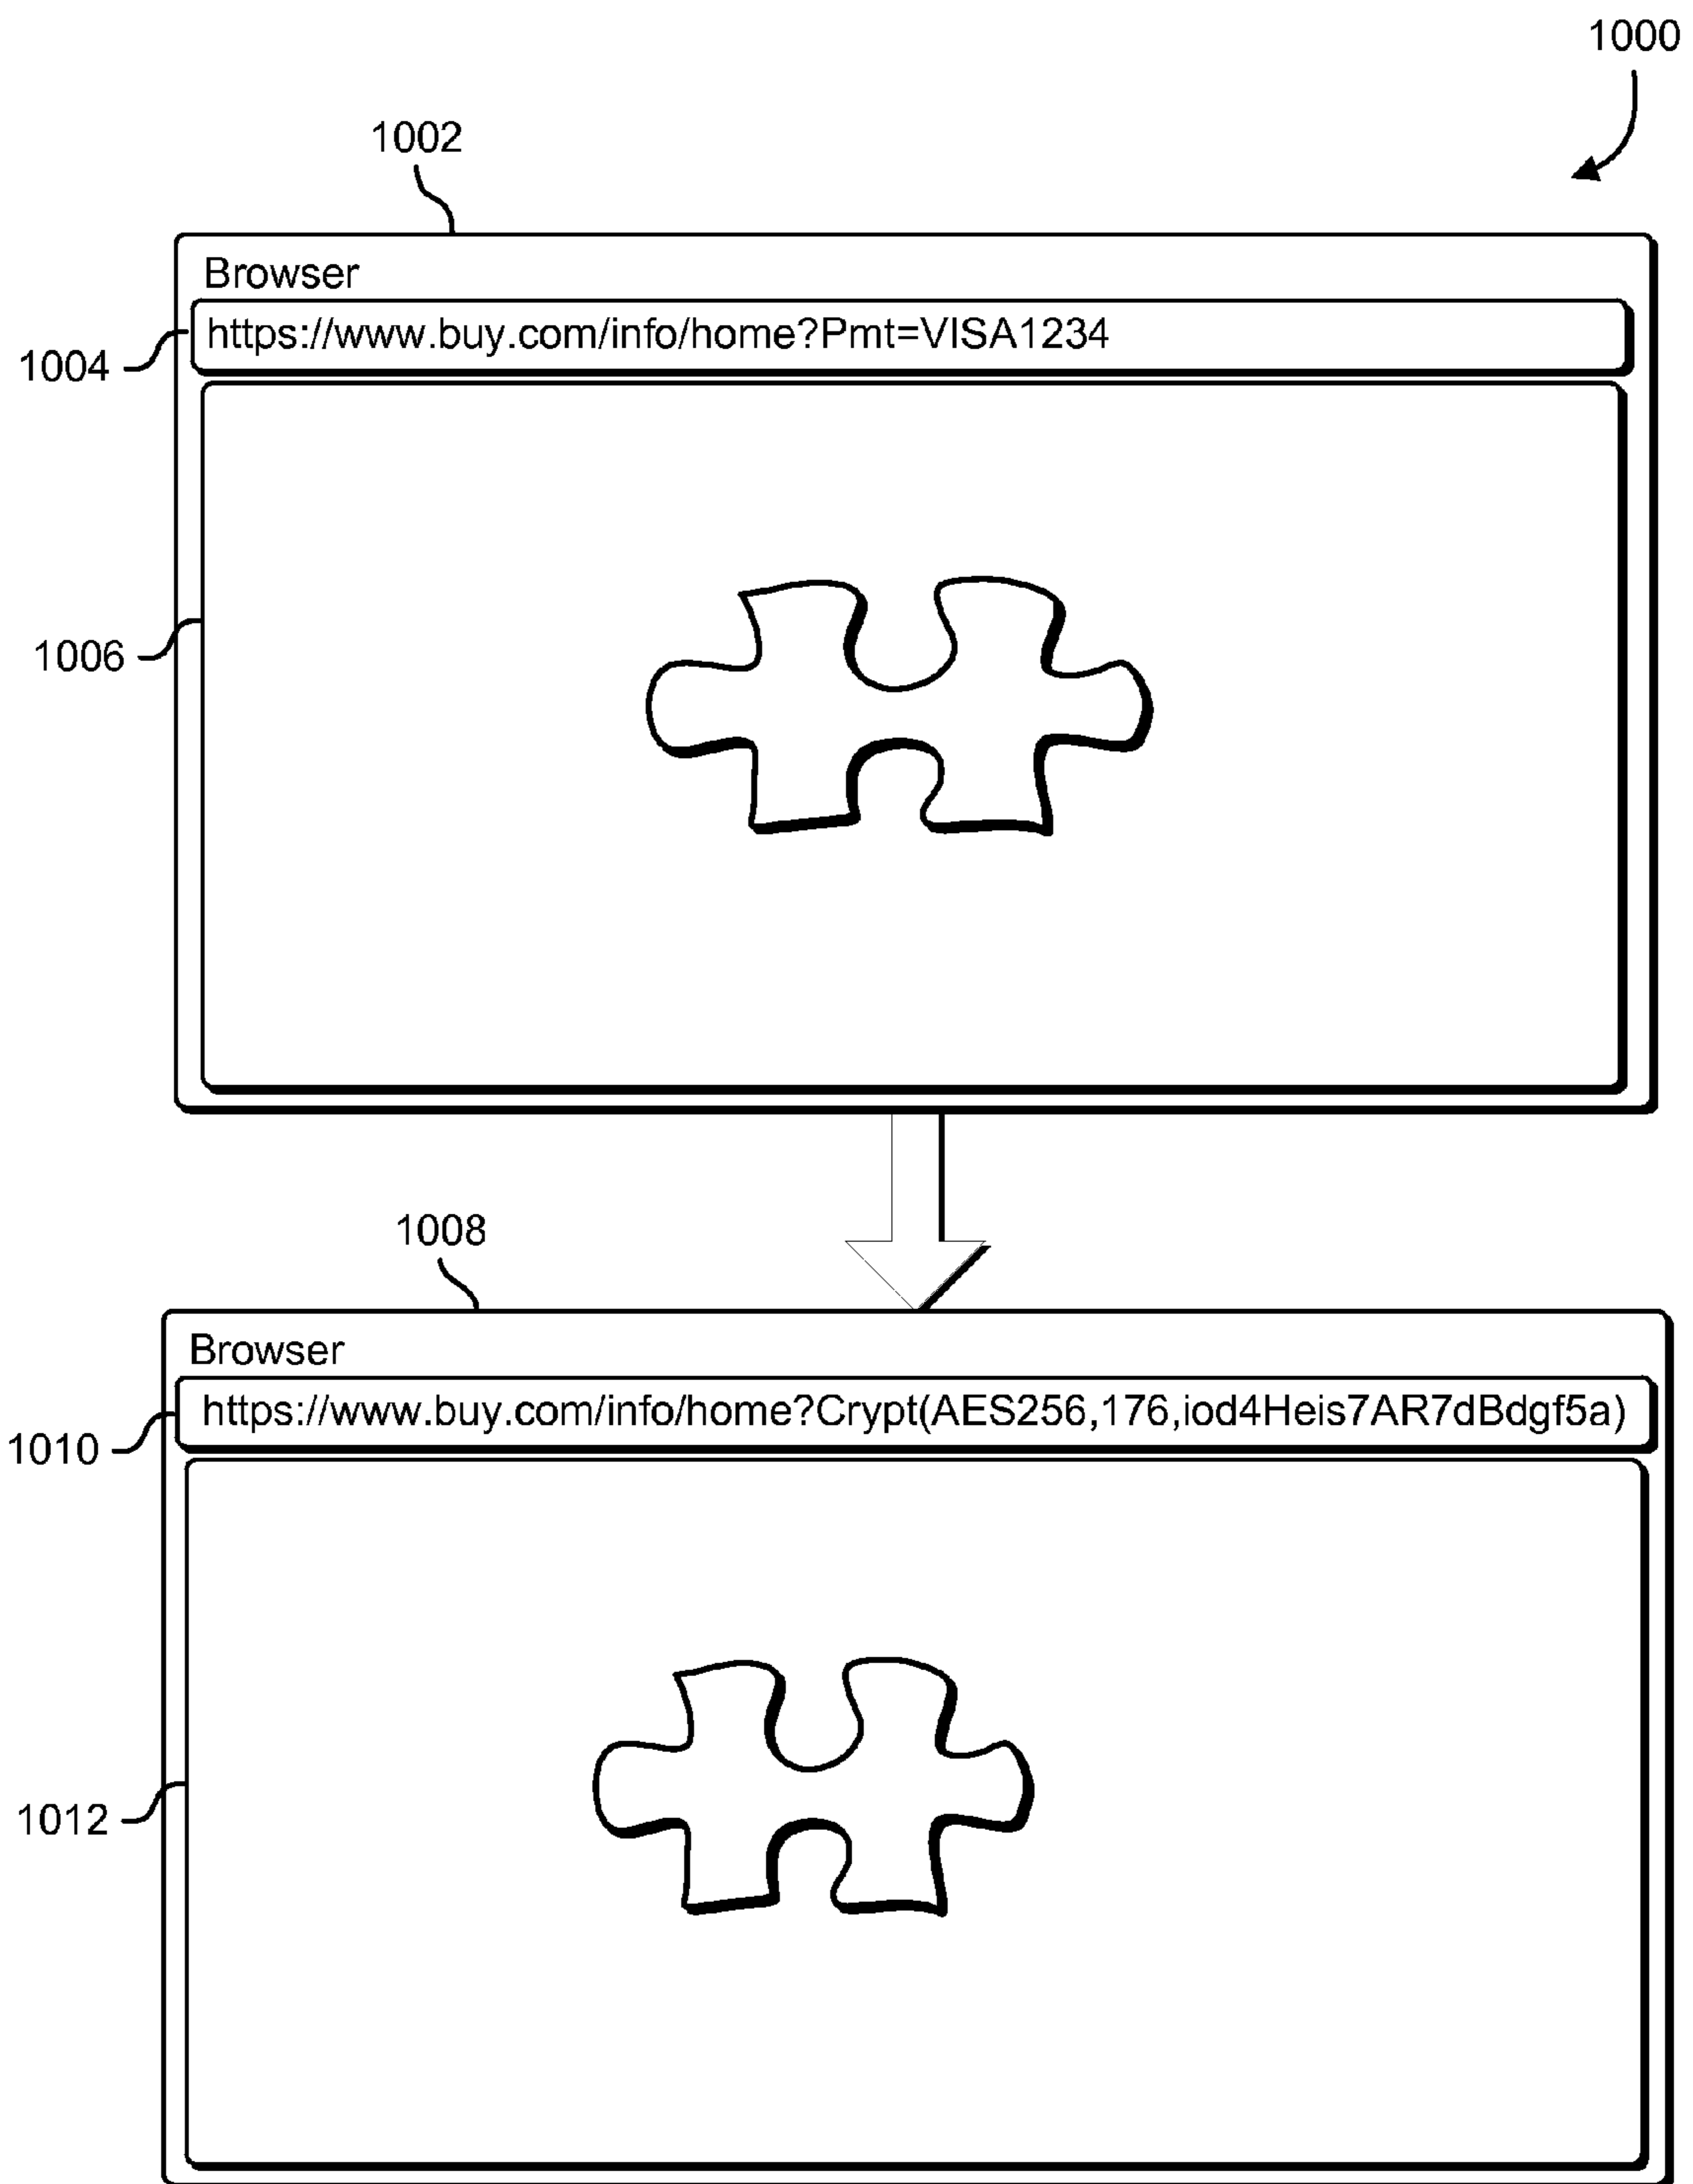 1000
1002
Browser
https://www.buy.com/info/home?Pmt=VISA1234
1004
1006
1008
Browser
https://www.buy.com/info/home?Crypt(AES256,176,iod4Heis7AR7dBdgf5a)
1010
1012